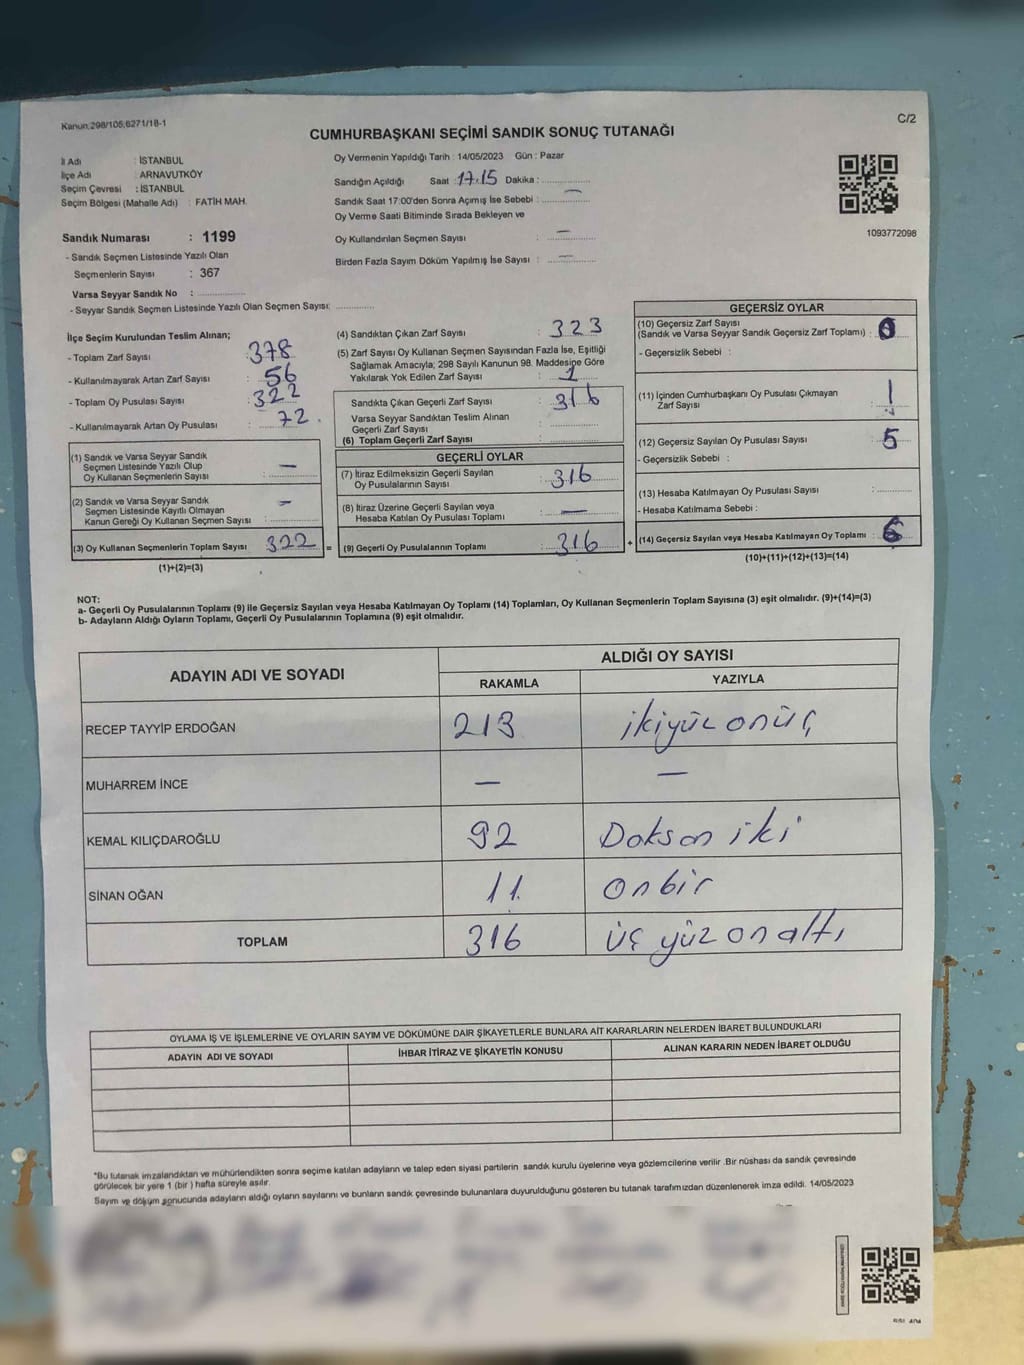 Kanun;298/105;6271/18-1
C/2
CUMHURBAŞKANI SEÇİMİ SANDIK SONUÇ TUTANAĞI
İl Adı : İSTANBUL
İlçe Adı : ARNAVUTKÖY
Seçim Çevresi : İSTANBUL
Seçim Bölgesi (Mahalle Adı) : FATİH MAH.
Oy Vermenin Yapıldığı Tarih : 14/05/2023 Gün : Pazar
Sandığın Açıldığı Saat 17.15 Dakika :
Sandık Saat 17:00'den Sonra Açımış İse Sebebi : —
Oy Verme Saati Bitiminde Sırada Bekleyen ve
Oy Kullandırılan Seçmen Sayısı : —
Birden Fazla Sayım Döküm Yapılmış İse Sayısı : —
1093772098
Sandık Numarası : 1199
- Sandık Seçmen Listesinde Yazılı Olan
Seçmenlerin Sayısı : 367
Varsa Seyyar Sandık No :
- Seyyar Sandık Seçmen Listesinde Yazılı Olan Seçmen Sayısı:
İlçe Seçim Kurulundan Teslim Alınan;
- Toplam Zarf Sayısı : 378
- Kullanılmayarak Artan Zarf Sayısı : 56
- Toplam Oy Pusulası Sayısı : 322
- Kullanılmayarak Artan Oy Pusulası : 72
(1) Sandık ve Varsa Seyyar Sandık
Seçmen Listesinde Yazılı Olup
Oy Kullanan Seçmenlerin Sayısı : —
(2) Sandık ve Varsa Seyyar Sandık
Seçmen Listesinde Kayıtlı Olmayan
Kanun Gereği Oy Kullanan Seçmen Sayısı : —
(3) Oy Kullanan Seçmenlerin Toplam Sayısı 322 =
(1)+(2)=(3)
(4) Sandıktan Çıkan Zarf Sayısı : 323
(5) Zarf Sayısı Oy Kullanan Seçmen Sayısından Fazla İse, Eşitliği
Sağlamak Amacıyla; 298 Sayılı Kanunun 98. Maddesine Göre
Yakılarak Yok Edilen Zarf Sayısı : 1
Sandıkta Çıkan Geçerli Zarf Sayısı : 316
Varsa Seyyar Sandıktan Teslim Alınan
Geçerli Zarf Sayısı :
(6) Toplam Geçerli Zarf Sayısı :
GEÇERLİ OYLAR
(7) İtiraz Edilmeksizin Geçerli Sayılan
Oy Pusulalarının Sayısı : 316
(8) İtiraz Üzerine Geçerli Sayılan veya
Hesaba Katılan Oy Pusulası Toplamı : —
(9) Geçerli Oy Pusulalarının Toplamı : 316 +
GEÇERSİZ OYLAR
(10) Geçersiz Zarf Sayısı
(Sandık ve Varsa Seyyar Sandık Geçersiz Zarf Toplamı) : 0
- Geçersizlik Sebebi :
(11) İçinden Cumhurbaşkanı Oy Pusulası Çıkmayan
Zarf Sayısı : 1
(12) Geçersiz Sayılan Oy Pusulası Sayısı : 5
- Geçersizlik Sebebi :
(13) Hesaba Katılmayan Oy Pusulası Sayısı :
- Hesaba Katılmama Sebebi :
(14) Geçersiz Sayılan veya Hesaba Katılmayan Oy Toplamı : 6
(10)+(11)+(12)+(13)=(14)
NOT:
a- Geçerli Oy Pusulalarının Toplamı (9) ile Geçersiz Sayılan veya Hesaba Katılmayan Oy Toplamı (14) Toplamları, Oy Kullanan Seçmenlerin Toplam Sayısına (3) eşit olmalıdır. (9)+(14)=(3)
b- Adayların Aldığı Oyların Toplamı, Geçerli Oy Pusulalarının Toplamına (9) eşit olmalıdır.
ADAYIN ADI VE SOYADI
ALDIĞI OY SAYISI
RAKAMLA YAZIYLA
RECEP TAYYİP ERDOĞAN 213 ikiyüz onüç
MUHARREM İNCE — —
KEMAL KILIÇDAROĞLU 92 Doksan iki
SİNAN OĞAN 11. onbir
TOPLAM 316 üç yüz on altı
OYLAMA İŞ VE İŞLEMLERİNE VE OYLARIN SAYIM VE DÖKÜMÜNE DAİR ŞİKAYETLERLE BUNLARA AİT KARARLARIN NELERDEN İBARET BULUNDUKLARI
ADAYIN ADI VE SOYADI İHBAR İTİRAZ VE ŞİKAYETİN KONUSU ALINAN KARARIN NEDEN İBARET OLDUĞU
*Bu tutanak imzalandıktan ve mühürlendikten sonra seçime katılan adayların ve talep eden siyasi partilerin sandık kurulu üyelerine veya gözlemcilerine verilir .Bir nüshası da sandık çevresinde
görülecek bir yere 1 (bir ) hafta süreyle asılır.
Sayım ve döküm sonucunda adayların aldığı oyların sayılarını ve bunların sandık çevresinde bulunanlara duyurulduğunu gösteren bu tutanak tarafımızdan düzenlenerek imza edildi. 14/05/2023